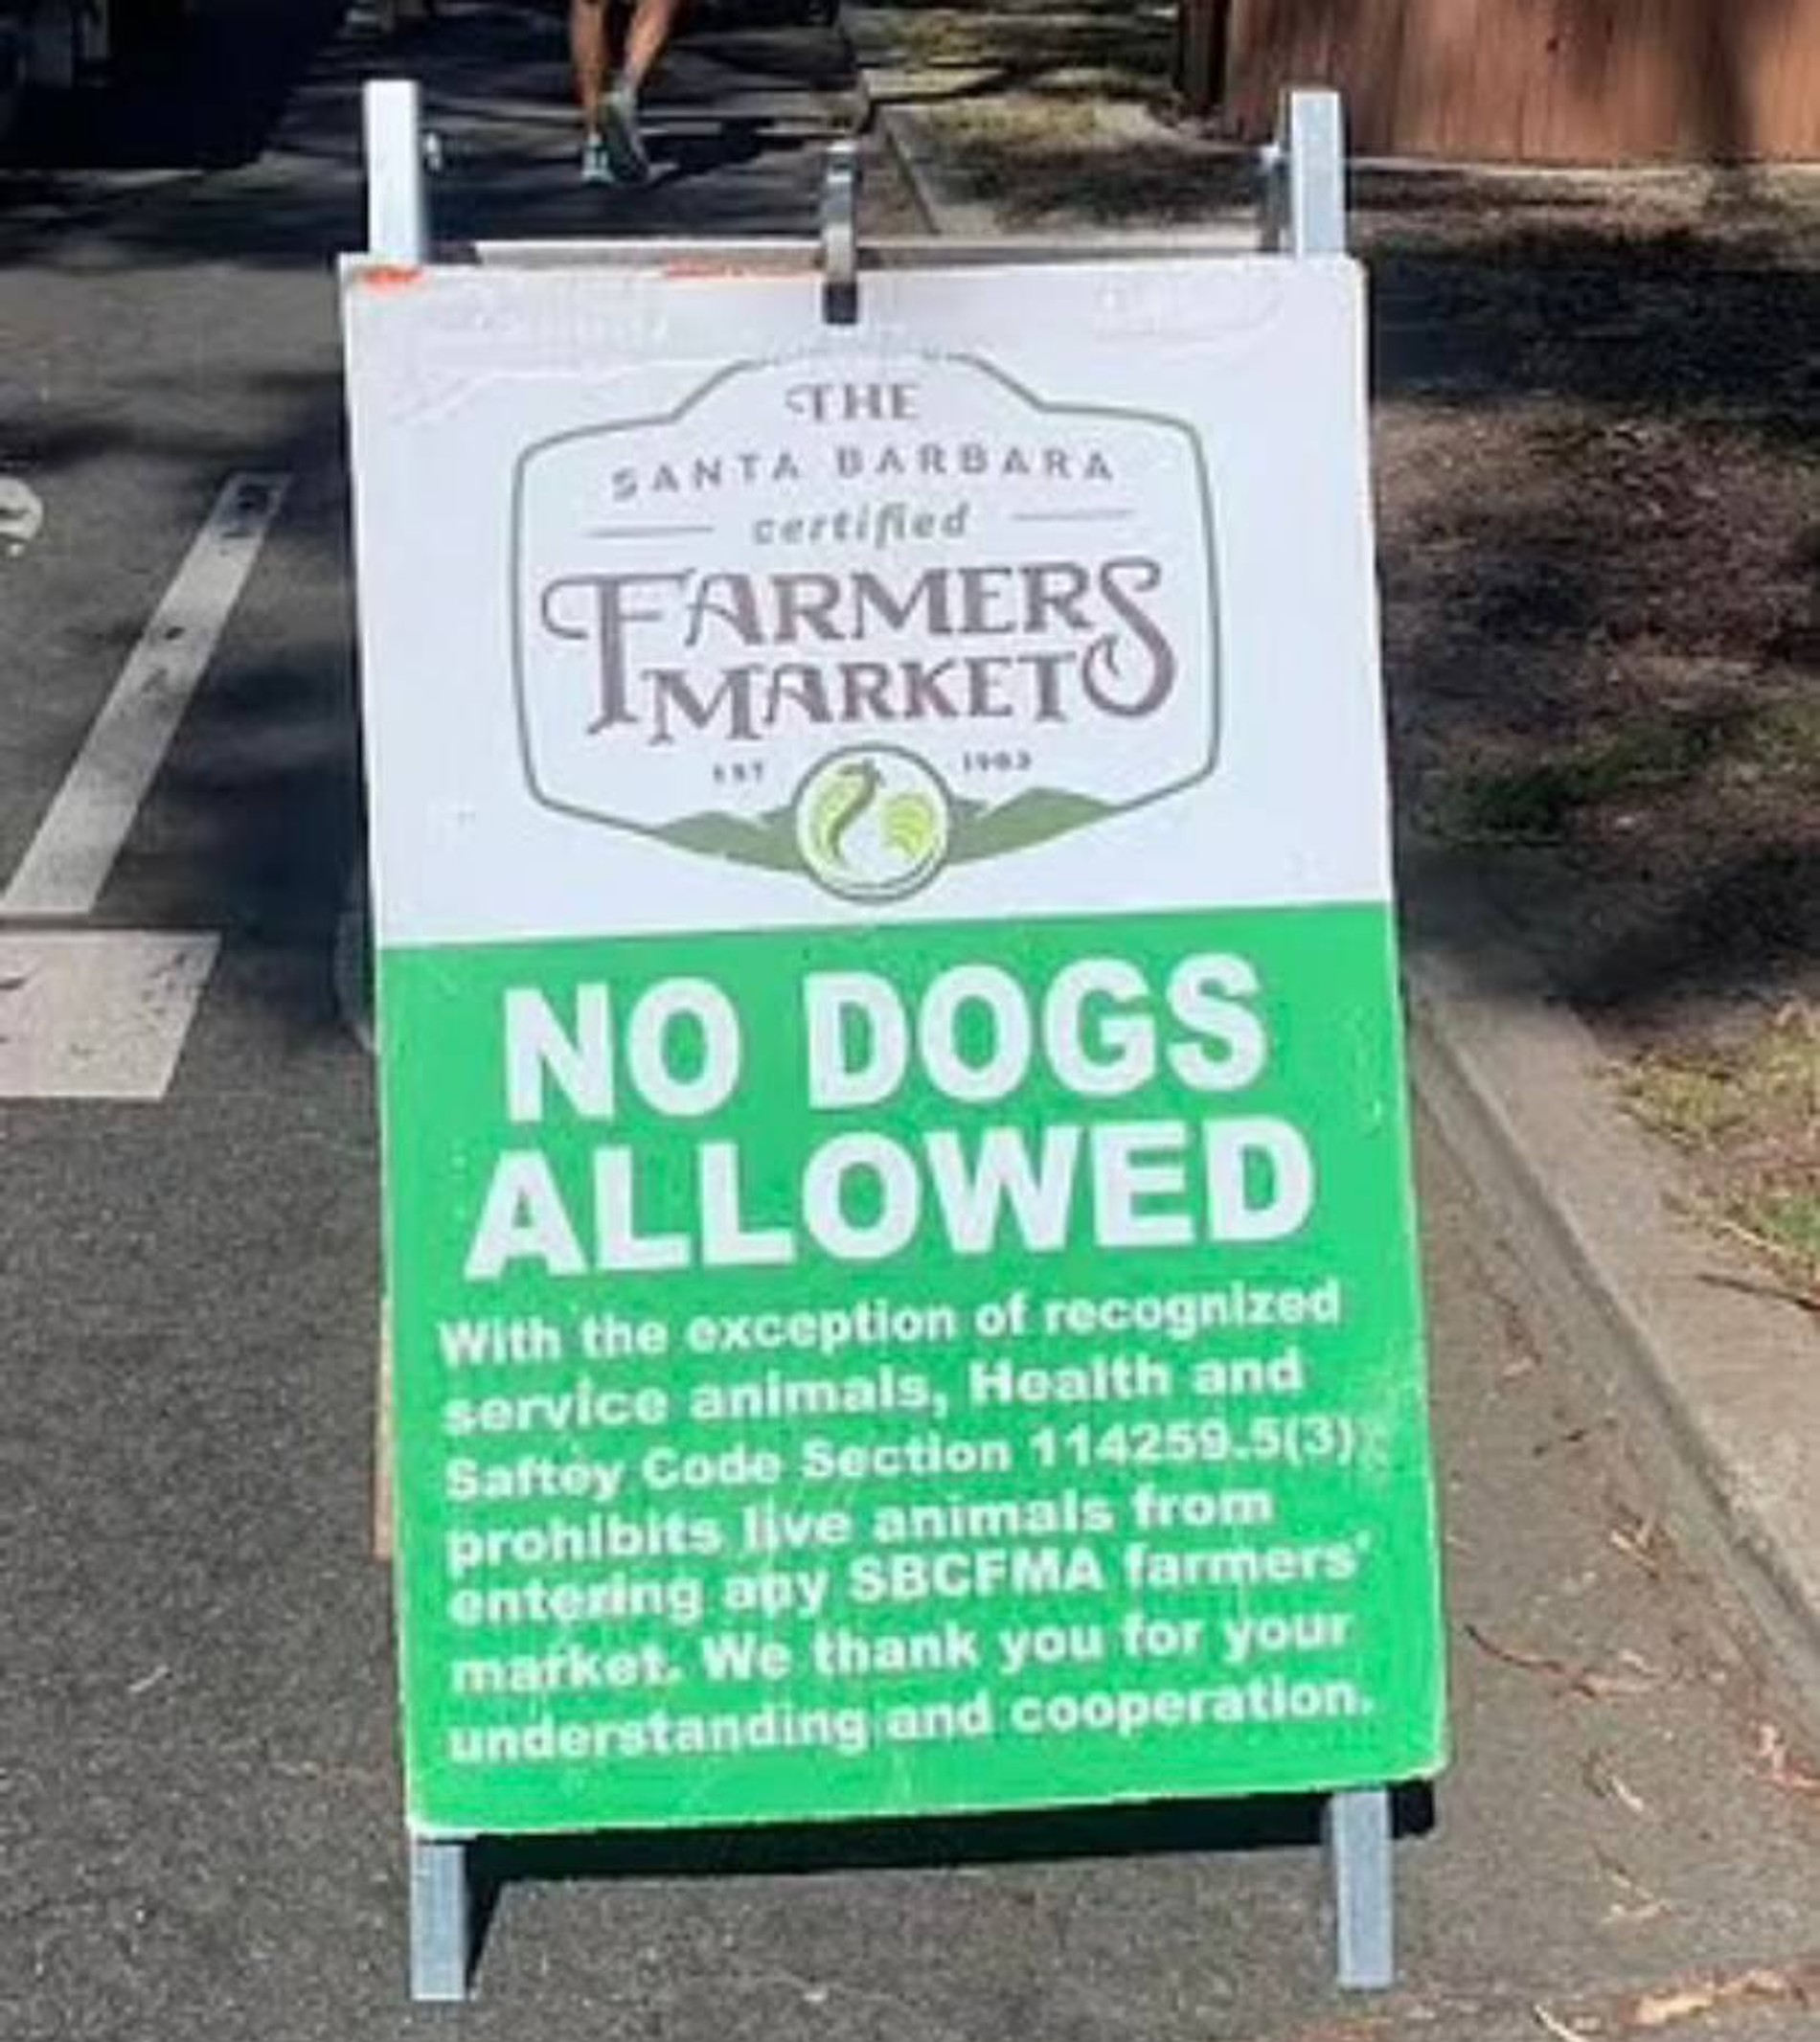 THE
SANTA BARBARA
certified
FARMERS
MARKET
EST
NO DOGS
ALLOWED
With the exception of recognized
service animals, Health and
Saftey Code Section 114259.5(3)
prohibits live animals from
entering any SBCFMA farmers'
market. We thank you for your
understanding and cooperation.